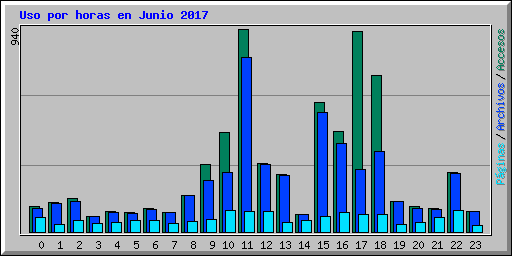 Uso por horas en Junio 2017
940
Páginas / Archivos / Accesos
0 1 2 3 4 5 6 7 8 9 10 11 12 13 14 15 16 17 18 19 20 21 22 23